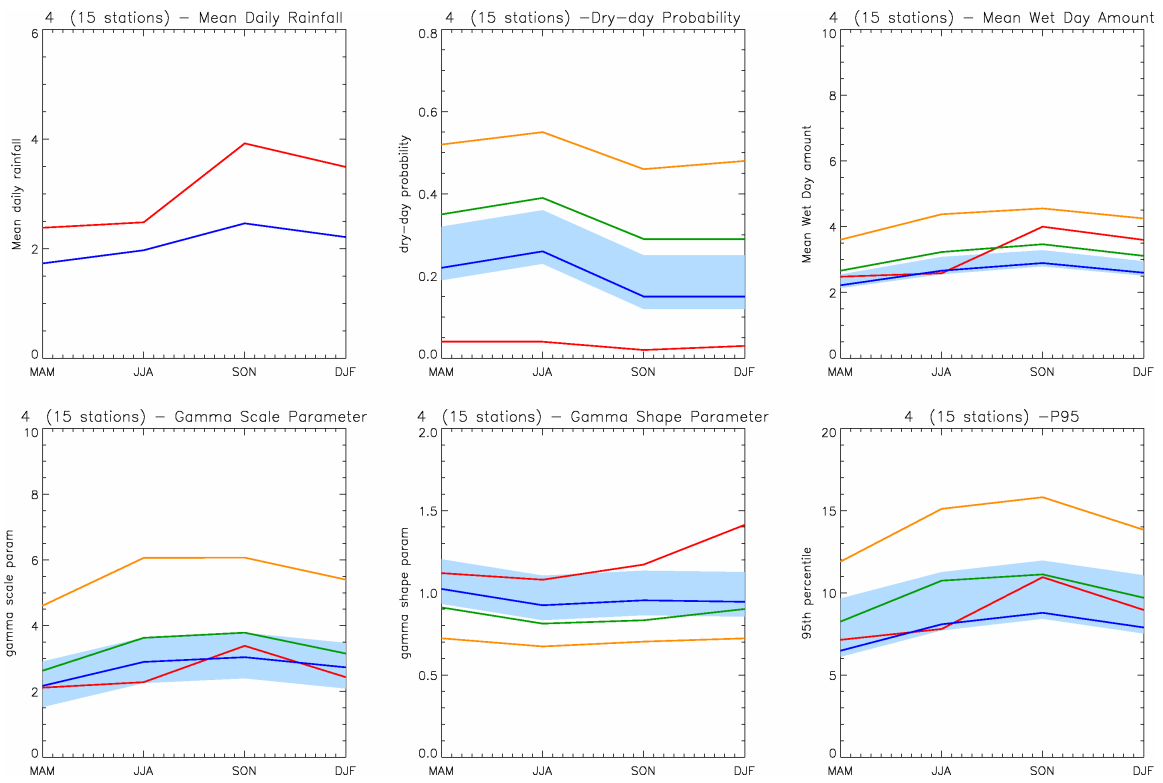 4 (15 stations) - Mean Daily Rainfall
6
4
2
0
Mean daily rainfall
MAM JJA SON DJF
4 (15 stations) -Dry-day Probability
0.8
0.6
0.4
0.2
0.0
dry-day probability
MAM JJA SON DJF
4 (15 stations) - Mean Wet Day Amount
10
8
6
4
2
0
Mean Wet Day amount
MAM JJA SON DJF
4 (15 stations) - Gamma Scale Parameter
10
8
6
4
2
0
gamma scale param
MAM JJA SON DJF
4 (15 stations) - Gamma Shape Parameter
2.0
1.5
1.0
0.5
0.0
gamma shape param
MAM JJA SON DJF
4 (15 stations) -P95
20
15
10
5
0
95th percentile
MAM JJA SON DJF